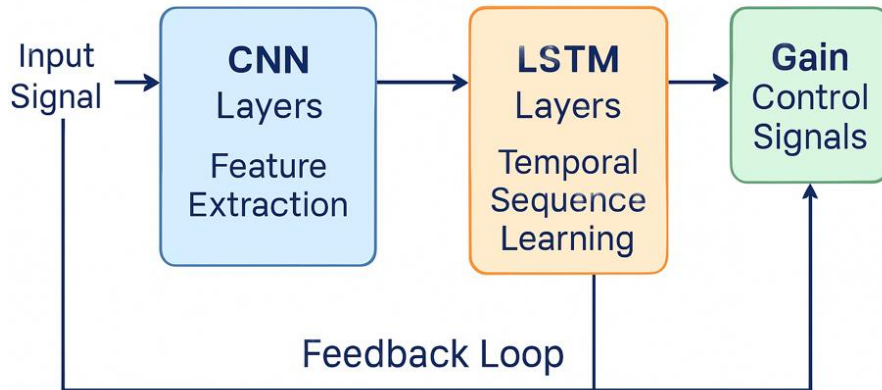 Input
Signal
CNN
Layers
Feature
Extraction
LSTM
Layers
Temporal
Sequence
Learning
Gain
Control
Signals
Feedback Loop